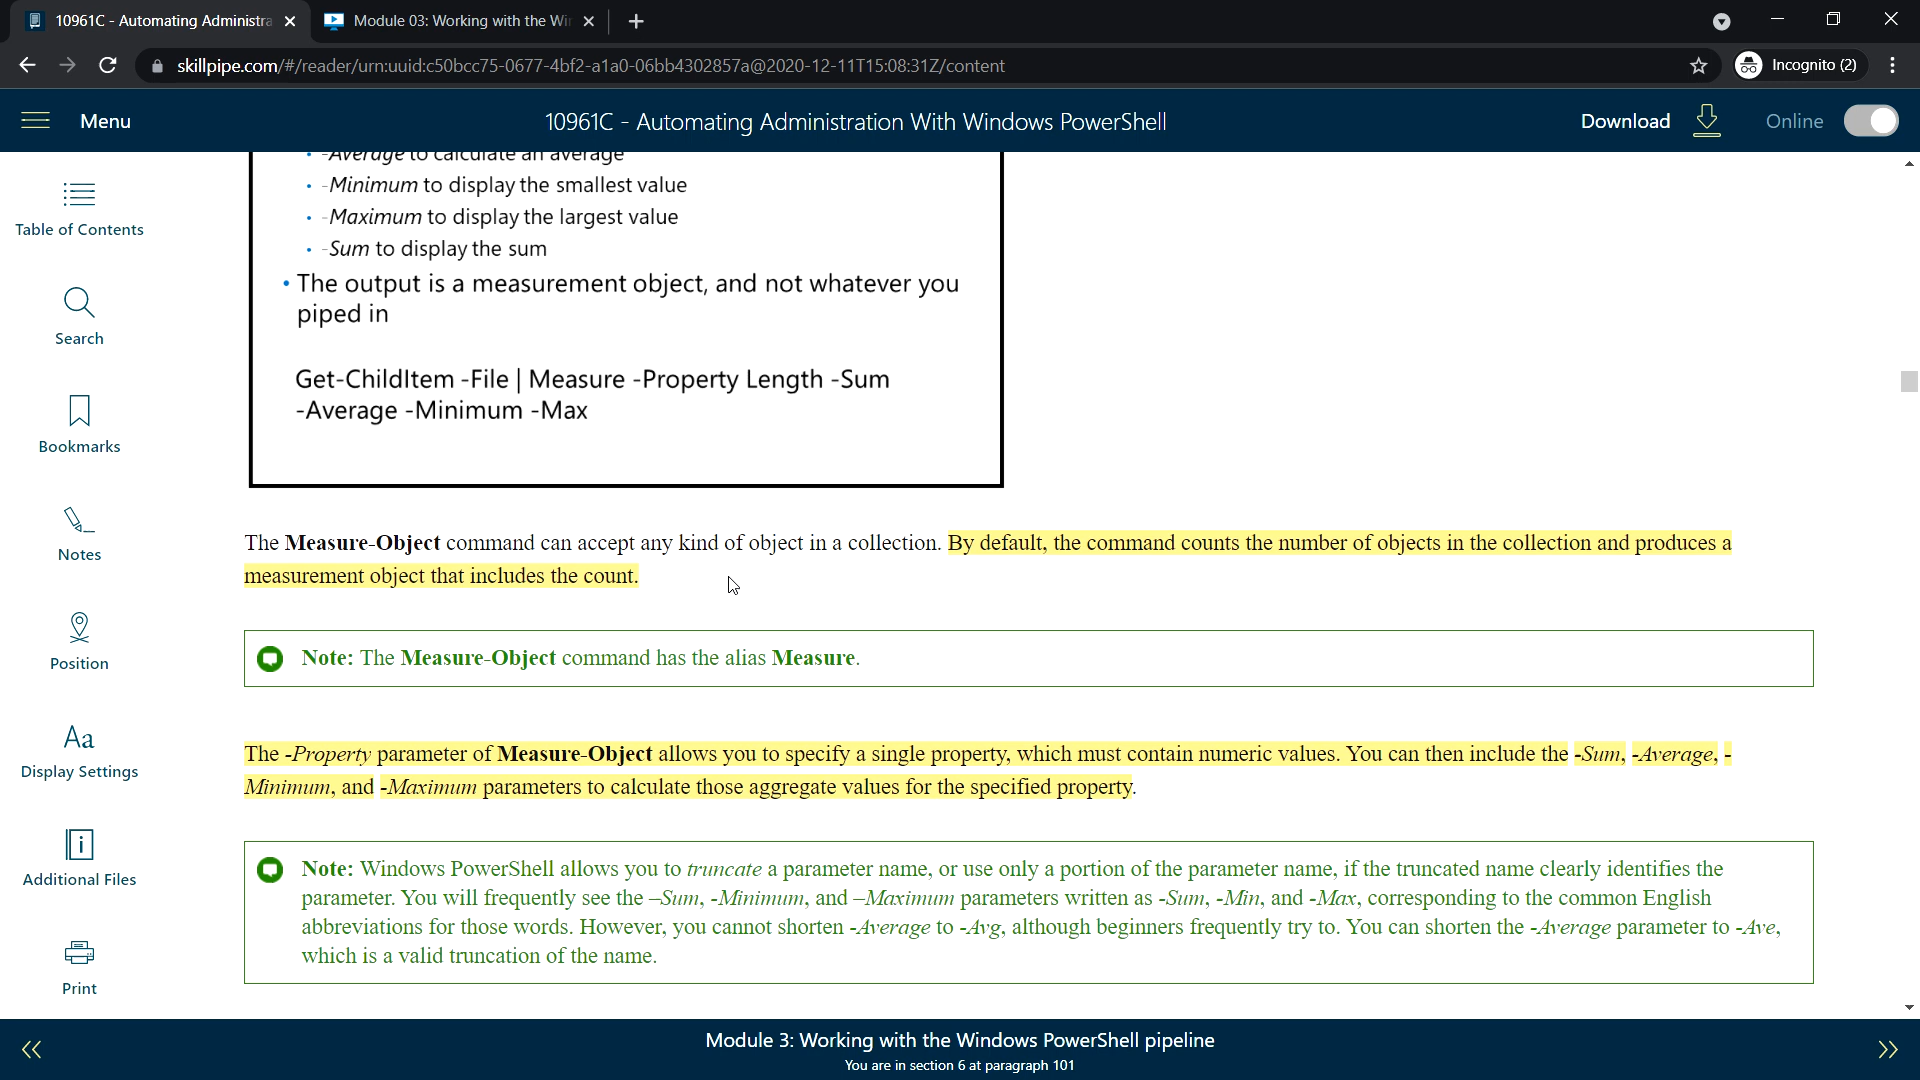 10961C - Automating Administra
Module 03: Working with the Wi
skillpipe.com/#/reader/urn:uuid:c50bcc75-0677-4bf2-a1a0-06bb4302857a@2020-12-11T15:08:31Z/content
Incognito (2)
Menu
10961C - Automating Administration With Windows PowerShell
Download
Online
Table of Contents
Search
Bookmarks
Notes
Position
Aa
Display Settings
Additional Files
Print
• -Average to calculate an average
• -Minimum to display the smallest value
• -Maximum to display the largest value
• -Sum to display the sum
• The output is a measurement object, and not whatever you
piped in
Get-ChildItem -File | Measure -Property Length -Sum
-Average -Minimum -Max
The Measure-Object command can accept any kind of object in a collection. By default, the command counts the number of objects in the collection and produces a
measurement object that includes the count.
Note: The Measure-Object command has the alias Measure.
The -Property parameter of Measure-Object allows you to specify a single property, which must contain numeric values. You can then include the -Sum, -Average, -
Minimum, and -Maximum parameters to calculate those aggregate values for the specified property.
Note: Windows PowerShell allows you to truncate a parameter name, or use only a portion of the parameter name, if the truncated name clearly identifies the
parameter. You will frequently see the –Sum, -Minimum, and –Maximum parameters written as -Sum, -Min, and -Max, corresponding to the common English
abbreviations for those words. However, you cannot shorten -Average to -Avg, although beginners frequently try to. You can shorten the -Average parameter to -Ave,
which is a valid truncation of the name.
Module 3: Working with the Windows PowerShell pipeline
You are in section 6 at paragraph 101